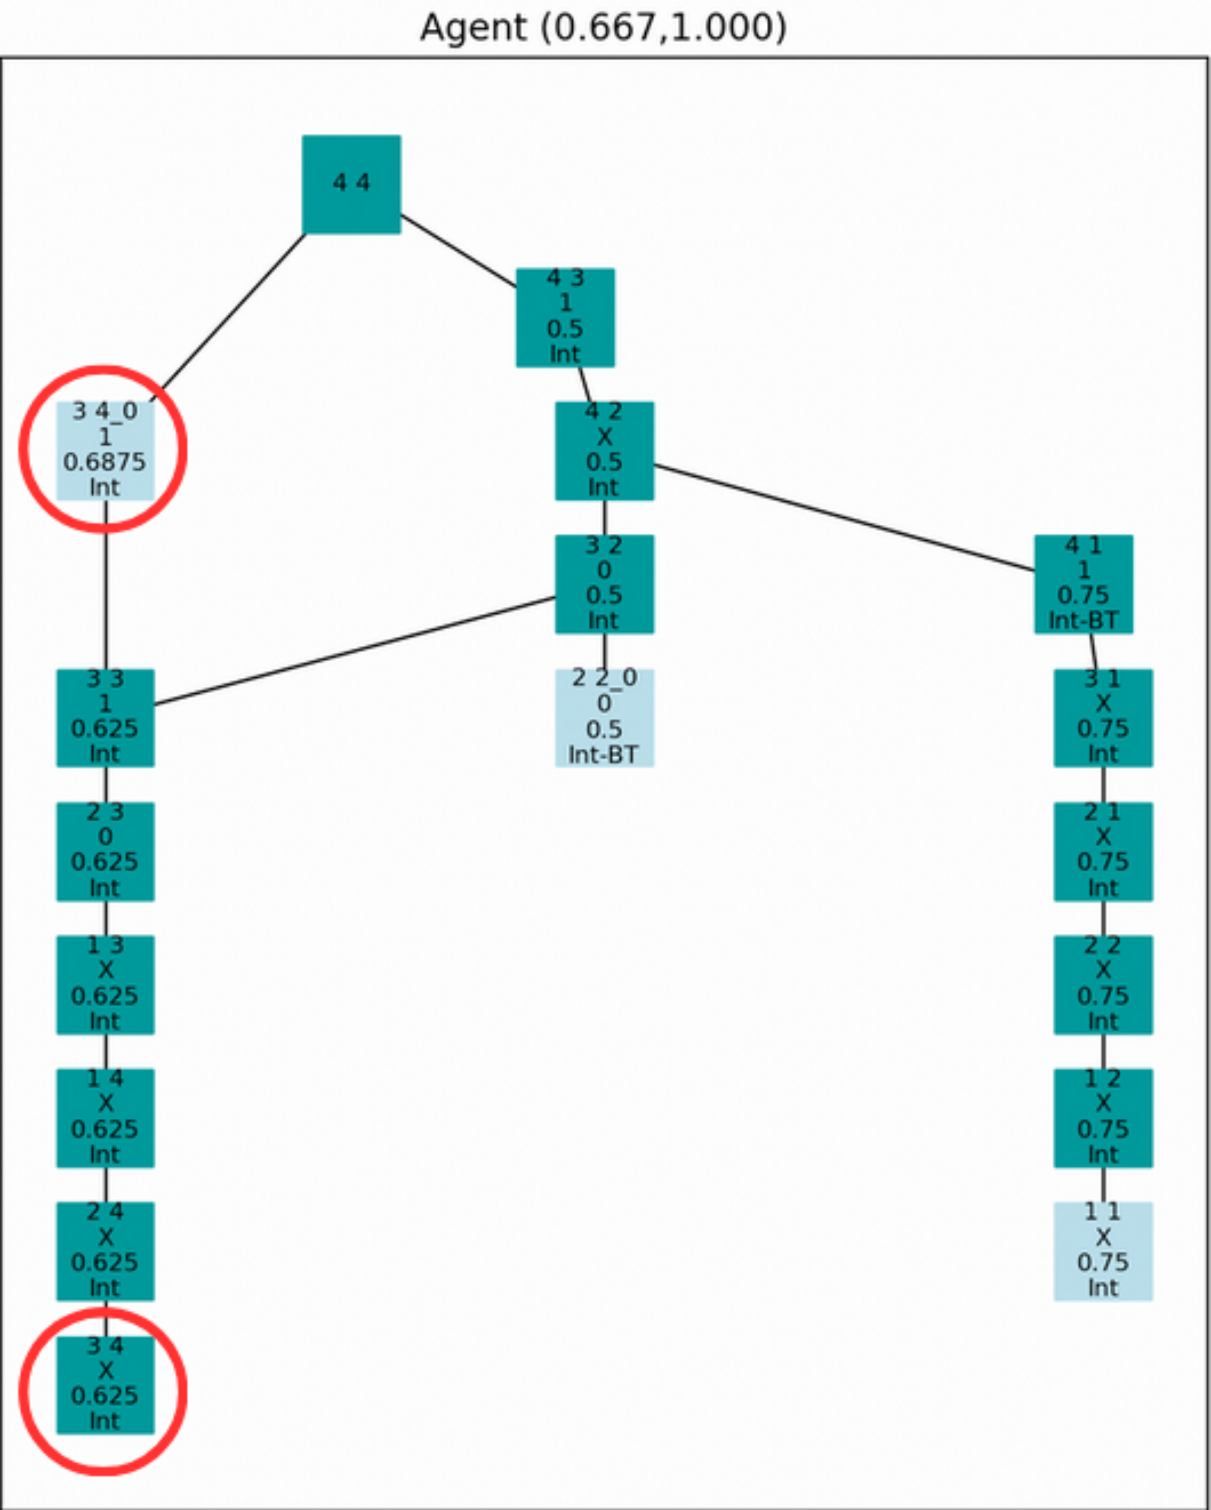 Agent (0.667,1.000)
4 4
4 3
1
0.5
Int
3 4_0
1
0.6875
Int
4 2
X
0.5
Int
3 2
0
0.5
Int
4 1
1
0.75
Int-BT
3 3
1
0.625
Int
2 2_0
0
0.5
Int-BT
3 1
X
0.75
Int
2 3
0
0.625
Int
2 1
X
0.75
Int
1 3
X
0.625
Int
2 2
X
0.75
Int
1 4
X
0.625
Int
1 2
X
0.75
Int
2 4
X
0.625
Int
1 1
X
0.75
Int
3 4
X
0.625
Int